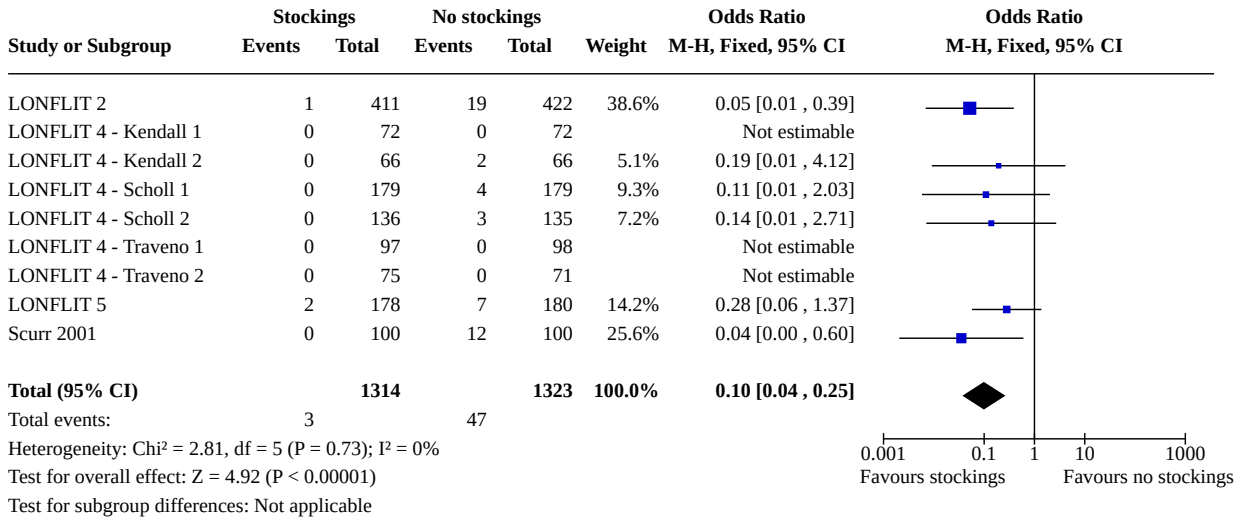 Stockings No stockings Odds Ratio Odds Ratio
Study or Subgroup Events Total Events Total Weight M-H, Fixed, 95% CI M-H, Fixed, 95% CI
LONFLIT 2 1 411 19 422 38.6% 0.05 [0.01 , 0.39]
LONFLIT 4 - Kendall 1 0 72 0 72 Not estimable
LONFLIT 4 - Kendall 2 0 66 2 66 5.1% 0.19 [0.01 , 4.12]
LONFLIT 4 - Scholl 1 0 179 4 179 9.3% 0.11 [0.01 , 2.03]
LONFLIT 4 - Scholl 2 0 136 3 135 7.2% 0.14 [0.01 , 2.71]
LONFLIT 4 - Traveno 1 0 97 0 98 Not estimable
LONFLIT 4 - Traveno 2 0 75 0 71 Not estimable
LONFLIT 5 2 178 7 180 14.2% 0.28 [0.06 , 1.37]
Scurr 2001 0 100 12 100 25.6% 0.04 [0.00 , 0.60]
Total (95% CI) 1314 1323 100.0% 0.10 [0.04 , 0.25]
Total events: 3 47
Heterogeneity: Chi² = 2.81, df = 5 (P = 0.73); I² = 0%
0.001 0.1 1 10 1000
Test for overall effect: Z = 4.92 (P < 0.00001)
Favours stockings Favours no stockings
Test for subgroup differences: Not applicable